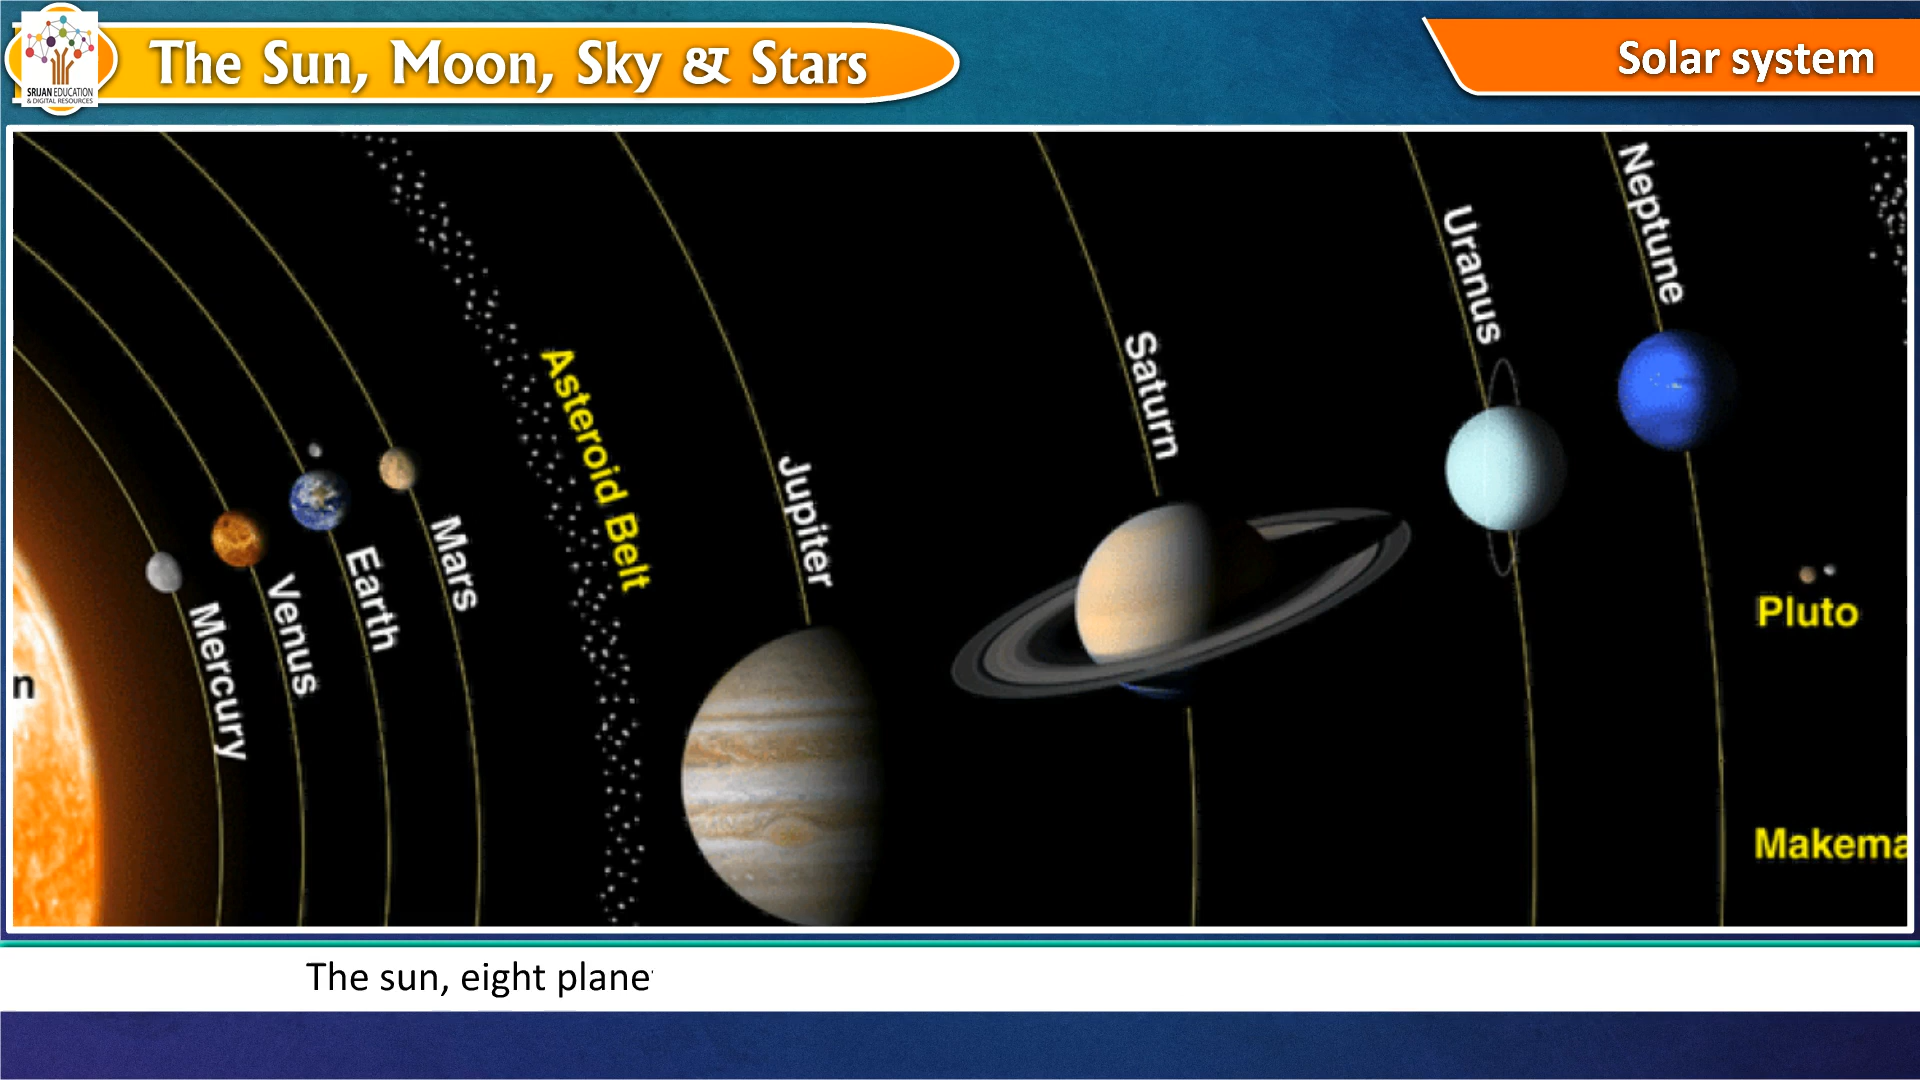 The Sun, Moon, Sky & Stars
SRIJAN EDUCATION
& DIGITAL RESOURCES
Solar system
Mercury
Venus
Earth
Mars
Asteroid Belt
Jupiter
Saturn
Uranus
Neptune
Pluto
Makema
n
The sun, eight plane